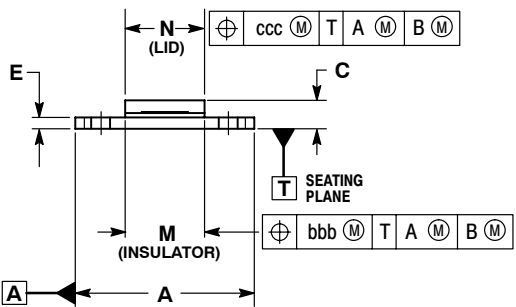 N
(LID)
⌖ ccc Ⓜ T A Ⓜ B Ⓜ
E
C
T
SEATING
PLANE
M
(INSULATOR)
⌖ bbb Ⓜ T A Ⓜ B Ⓜ
A
A